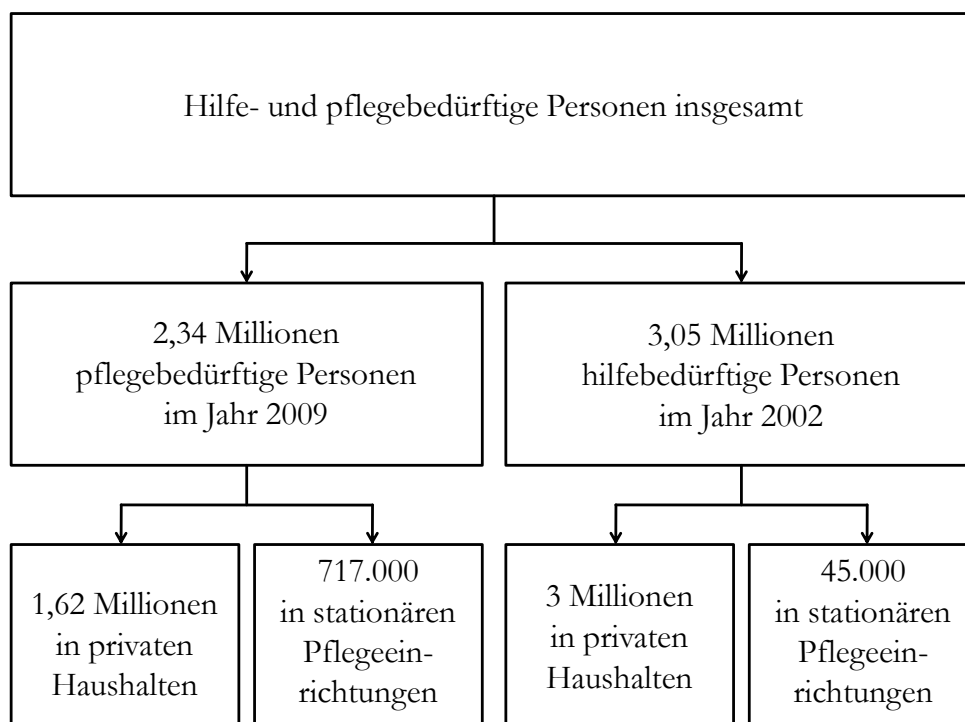 Hilfe- und pflegebedürftige Personen insgesamt
2,34 Millionen
pflegebedürftige Personen
im Jahr 2009
3,05 Millionen
hilfebedürftige Personen
im Jahr 2002
1,62 Millionen
in privaten
Haushalten
717.000
in stationären
Pflegeein-
richtungen
3 Millionen
in privaten
Haushalten
45.000
in stationären
Pflegeein-
richtungen